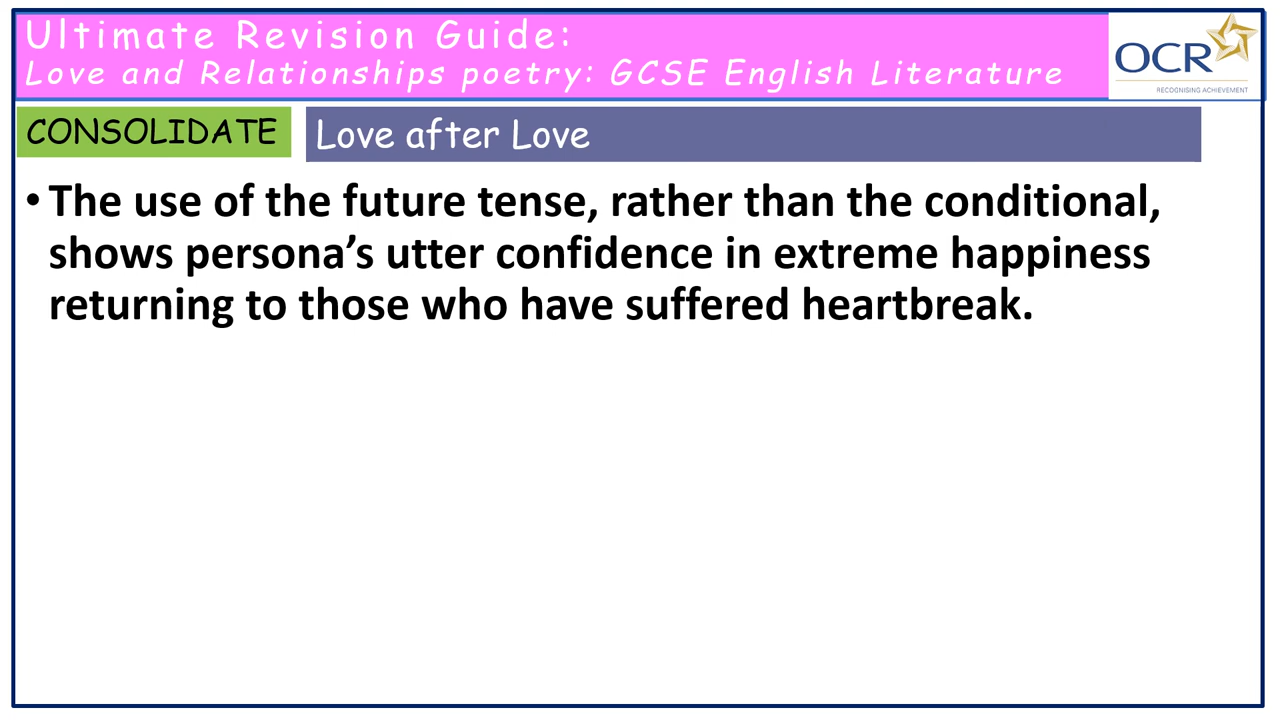 Ultimate Revision Guide:
Love and Relationships poetry: GCSE English Literature
OCR
RECOGNISING ACHIEVEMENT
CONSOLIDATE
Love after Love
• The use of the future tense, rather than the conditional,
shows persona’s utter confidence in extreme happiness
returning to those who have suffered heartbreak.